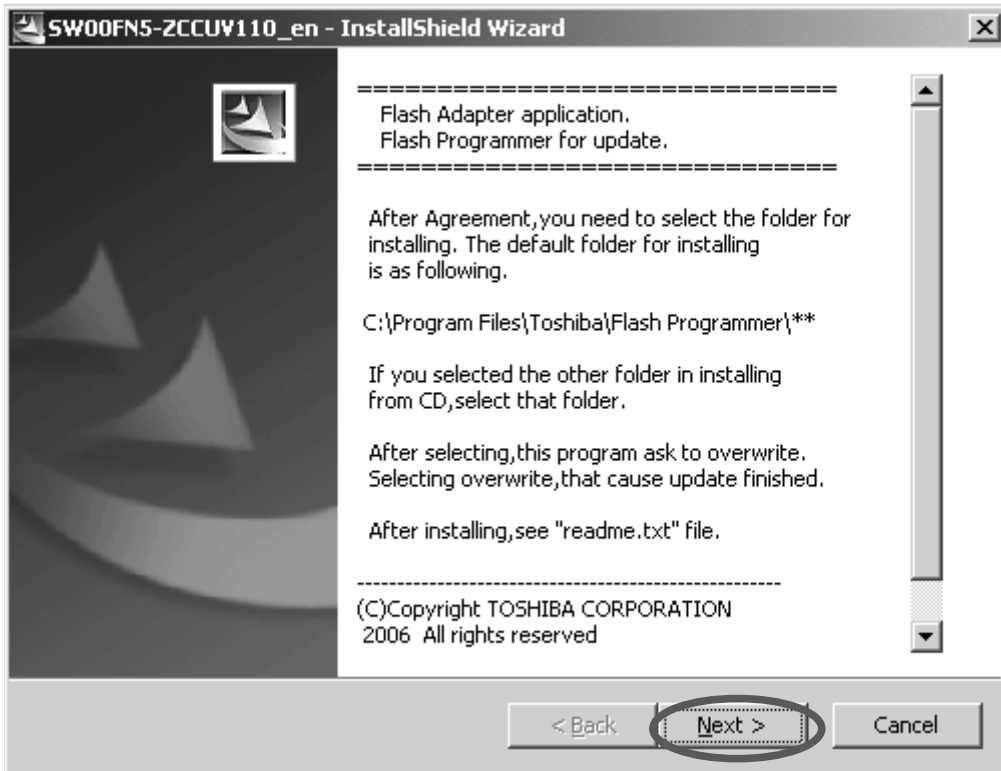 SW00FN5-ZCCUV110_en - InstallShield Wizard
===============================
Flash Adapter application.
Flash Programmer for update.
===============================
After Agreement,you need to select the folder for
installing. The default folder for installing
is as following.
C:\Program Files\Toshiba\Flash Programmer\**
If you selected the other folder in installing
from CD,select that folder.
After selecting,this program ask to overwrite.
Selecting overwrite,that cause update finished.
After installing,see "readme.txt" file.
------------------------------------------------------
(C)Copyright TOSHIBA CORPORATION
2006 All rights reserved
< Back Next > Cancel